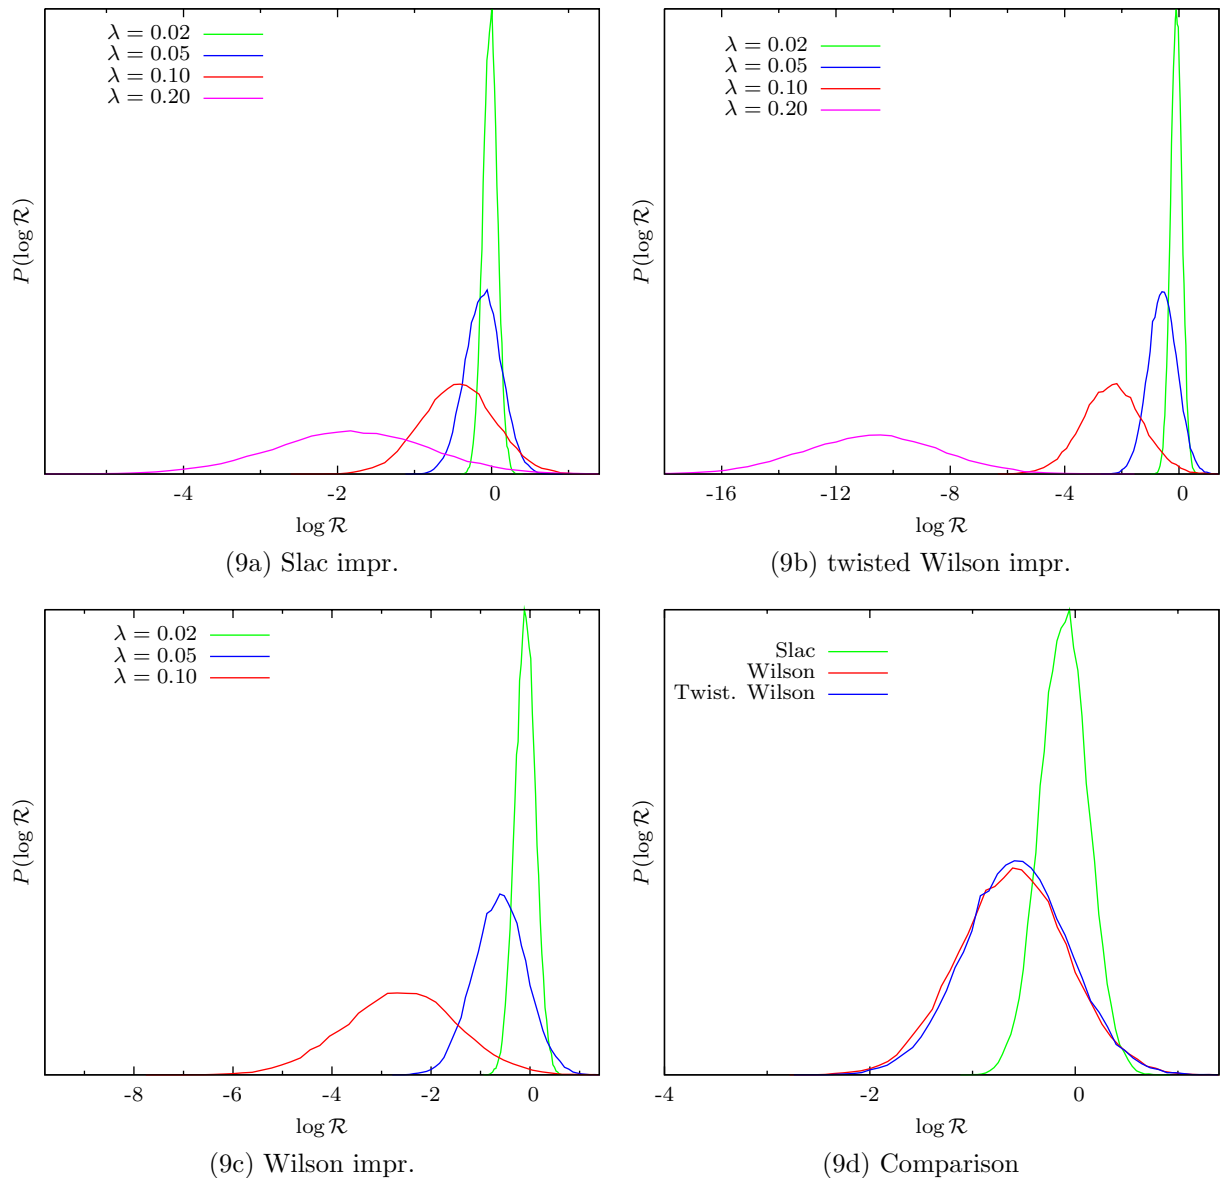 λ = 0.02
λ = 0.05
λ = 0.10
λ = 0.20
P(log R)
-4 -2 0
log R
(9a) Slac impr.
λ = 0.02
λ = 0.05
λ = 0.10
λ = 0.20
P(log R)
-16 -12 -8 -4 0
log R
(9b) twisted Wilson impr.
λ = 0.02
λ = 0.05
λ = 0.10
P(log R)
-8 -6 -4 -2 0
log R
(9c) Wilson impr.
Slac
Wilson
Twist. Wilson
P(log R)
-4 -2 0
log R
(9d) Comparison